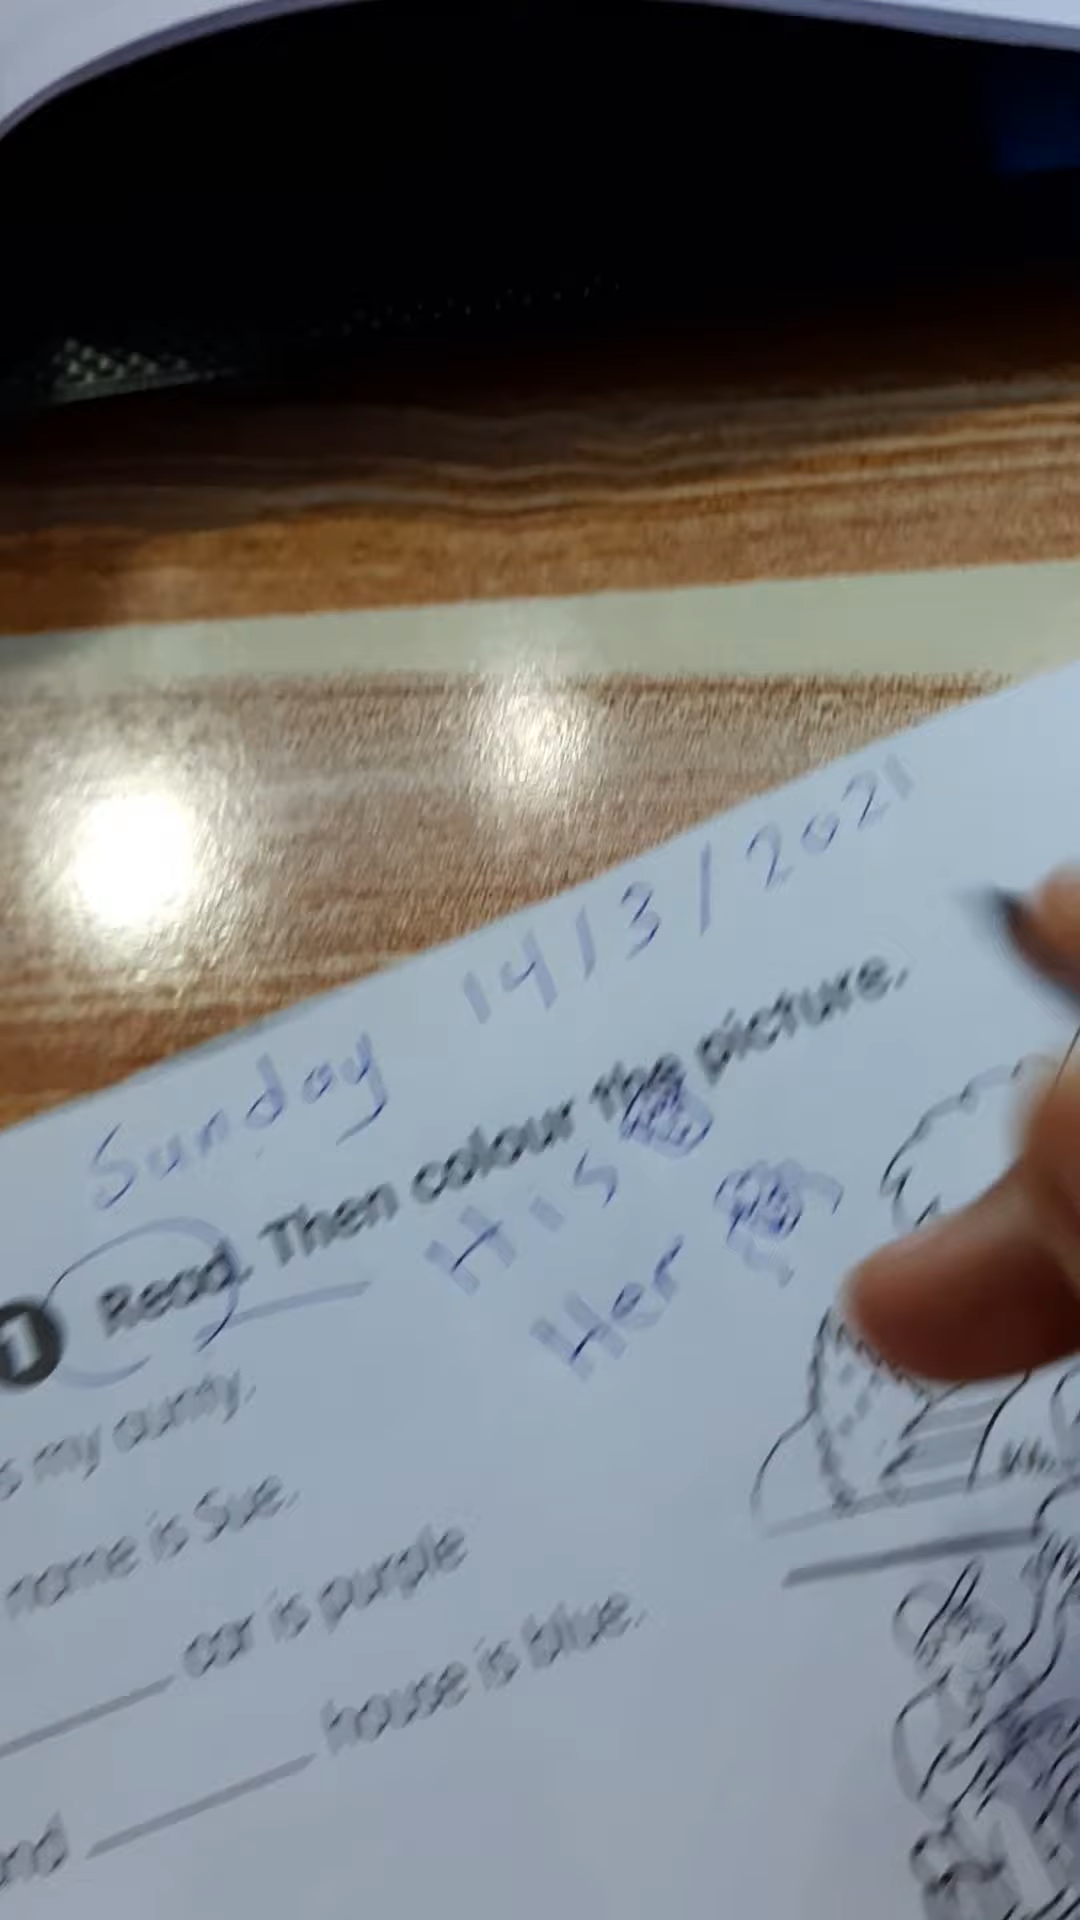 Sunday 14/3/2021
1 Read. Then colour the picture.
His
Her
s my aunty.
name is Sue.
car is purple
and house is blue.